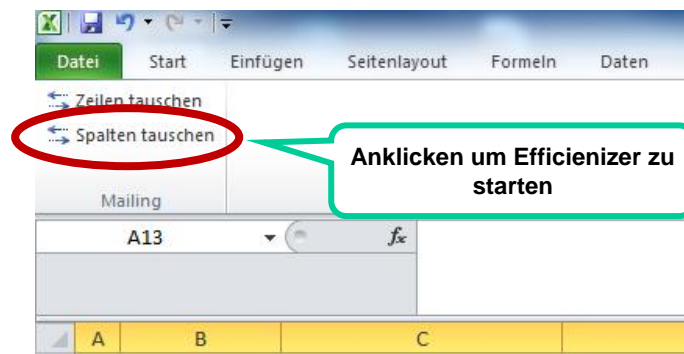 Datei Start Einfügen Seitenlayout Formeln Daten
Zeilen tauschen
Spalten tauschen
Anklicken um Efficienizer zu
starten
Mailing
A13 fx
A B C